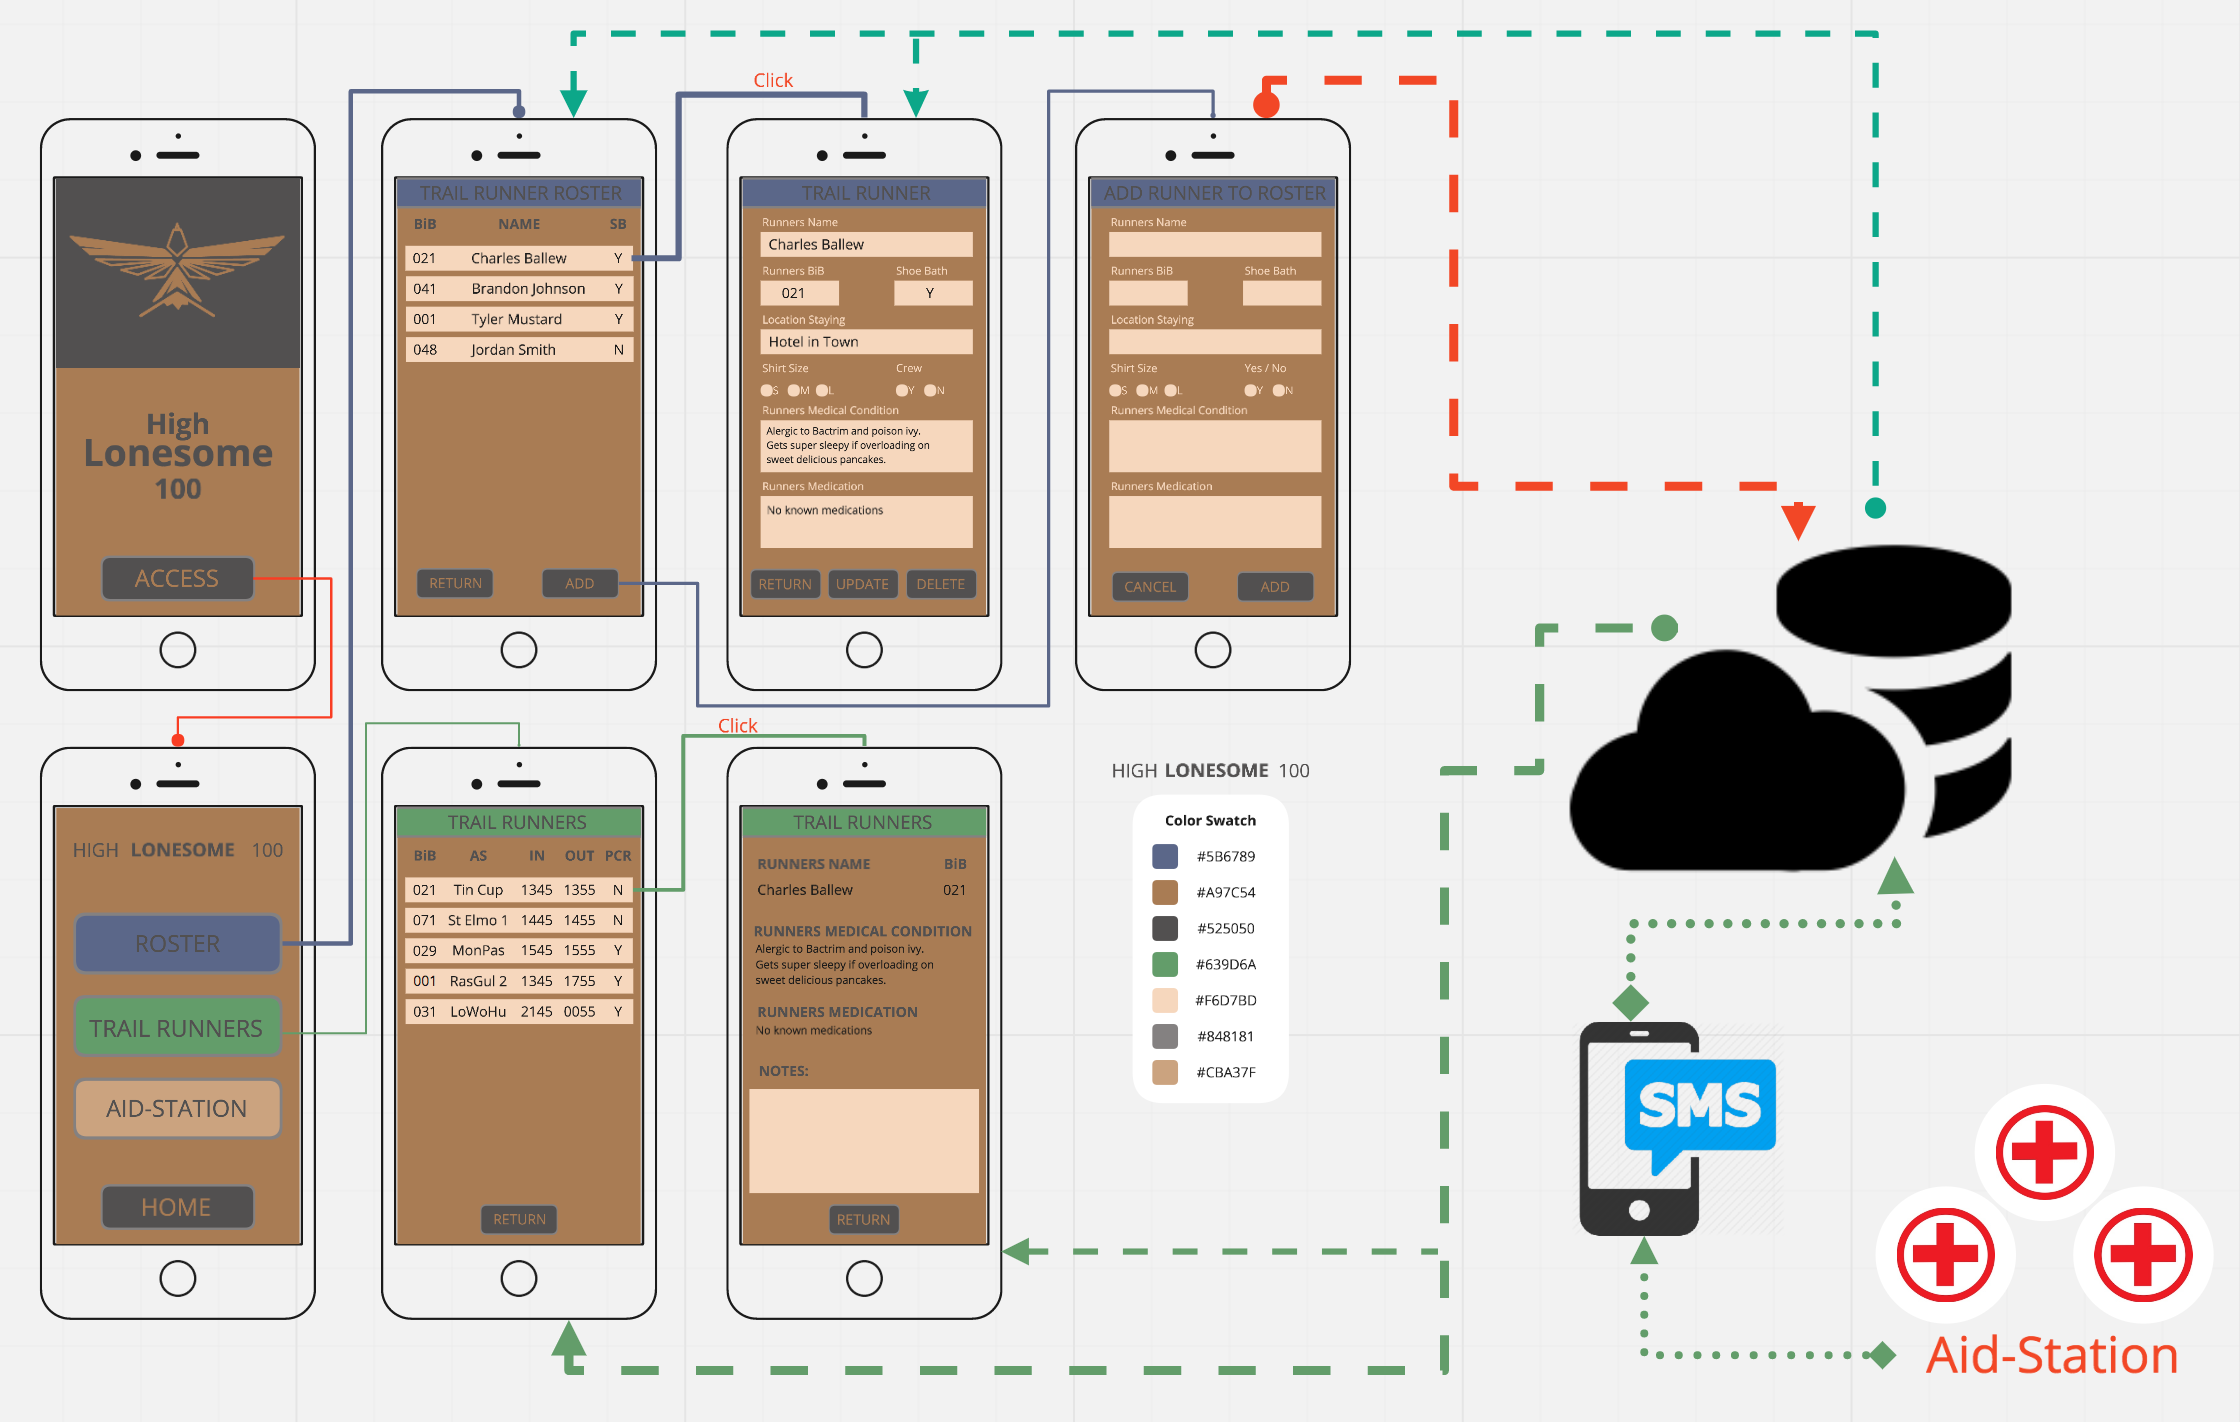 Click
High
Lonesome
100
ACCESS
TRAIL RUNNER ROSTER
BiB NAME SB
021 Charles Ballew Y
041 Brandon Johnson Y
001 Tyler Mustard Y
048 Jordan Smith N
RETURN ADD
TRAIL RUNNER
Runners Name
Charles Ballew
Runners BiB Shoe Bath
021 Y
Location Staying
Hotel in Town
Shirt Size Crew
S M L Y N
Runners Medical Condition
Alergic to Bactrim and poison ivy.
Gets super sleepy if overloading on
sweet delicious pancakes.
Runners Medication
No known medications
RETURN UPDATE DELETE
ADD RUNNER TO ROSTER
Runners Name
Runners BiB Shoe Bath
Location Staying
Shirt Size Yes / No
S M L Y N
Runners Medical Condition
Runners Medication
CANCEL ADD
HIGH LONESOME 100
ROSTER
TRAIL RUNNERS
AID-STATION
HOME
TRAIL RUNNERS
BiB AS IN OUT PCR
021 Tin Cup 1345 1355 N
071 St Elmo 1 1445 1455 N
029 MonPas 1545 1555 Y
001 RasGul 2 1345 1755 Y
031 LoWoHu 2145 0055 Y
RETURN
Click
TRAIL RUNNERS
RUNNERS NAME BiB
Charles Ballew 021
RUNNERS MEDICAL CONDITION
Alergic to Bactrim and poison ivy.
Gets super sleepy if overloading on
sweet delicious pancakes.
RUNNERS MEDICATION
No known medications
NOTES:
RETURN
HIGH LONESOME 100
Color Swatch
#5B6789
#A97C54
#525050
#639D6A
#F6D7BD
#848181
#CBA37F
SMS
Aid-Station